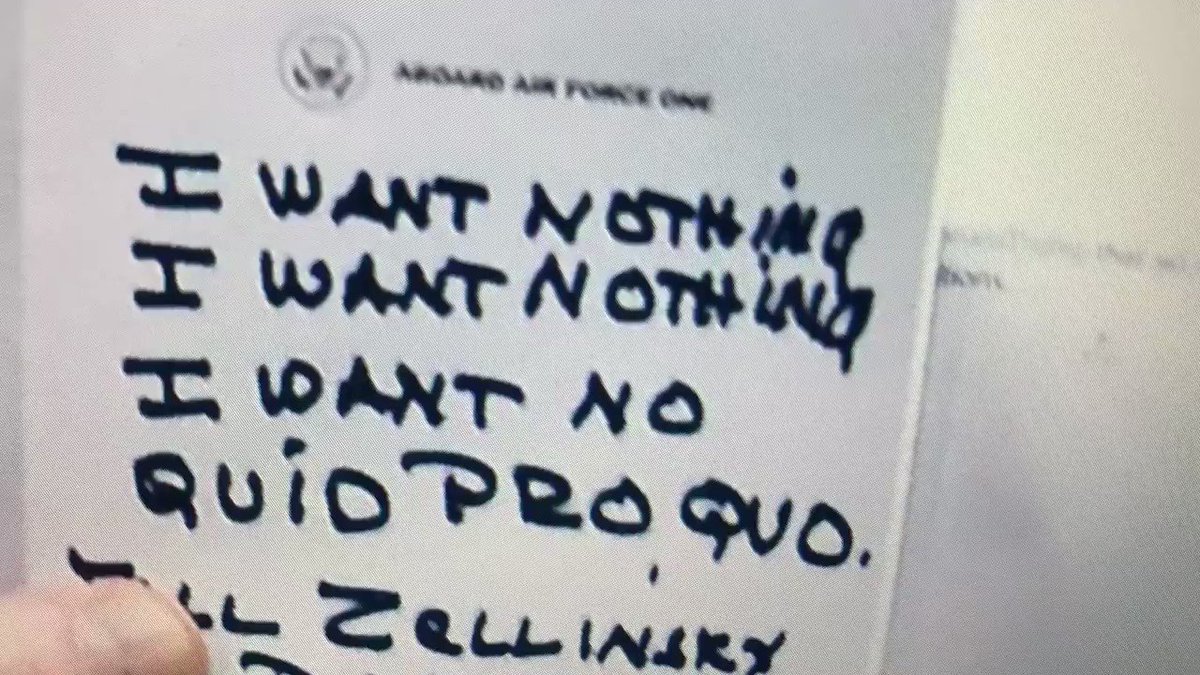 ABOARD AIR FORCE ONE
I WANT NOTHING
I WANT NOTHING
I WANT NO
QUID PRO QUO.
ZELLINSKY